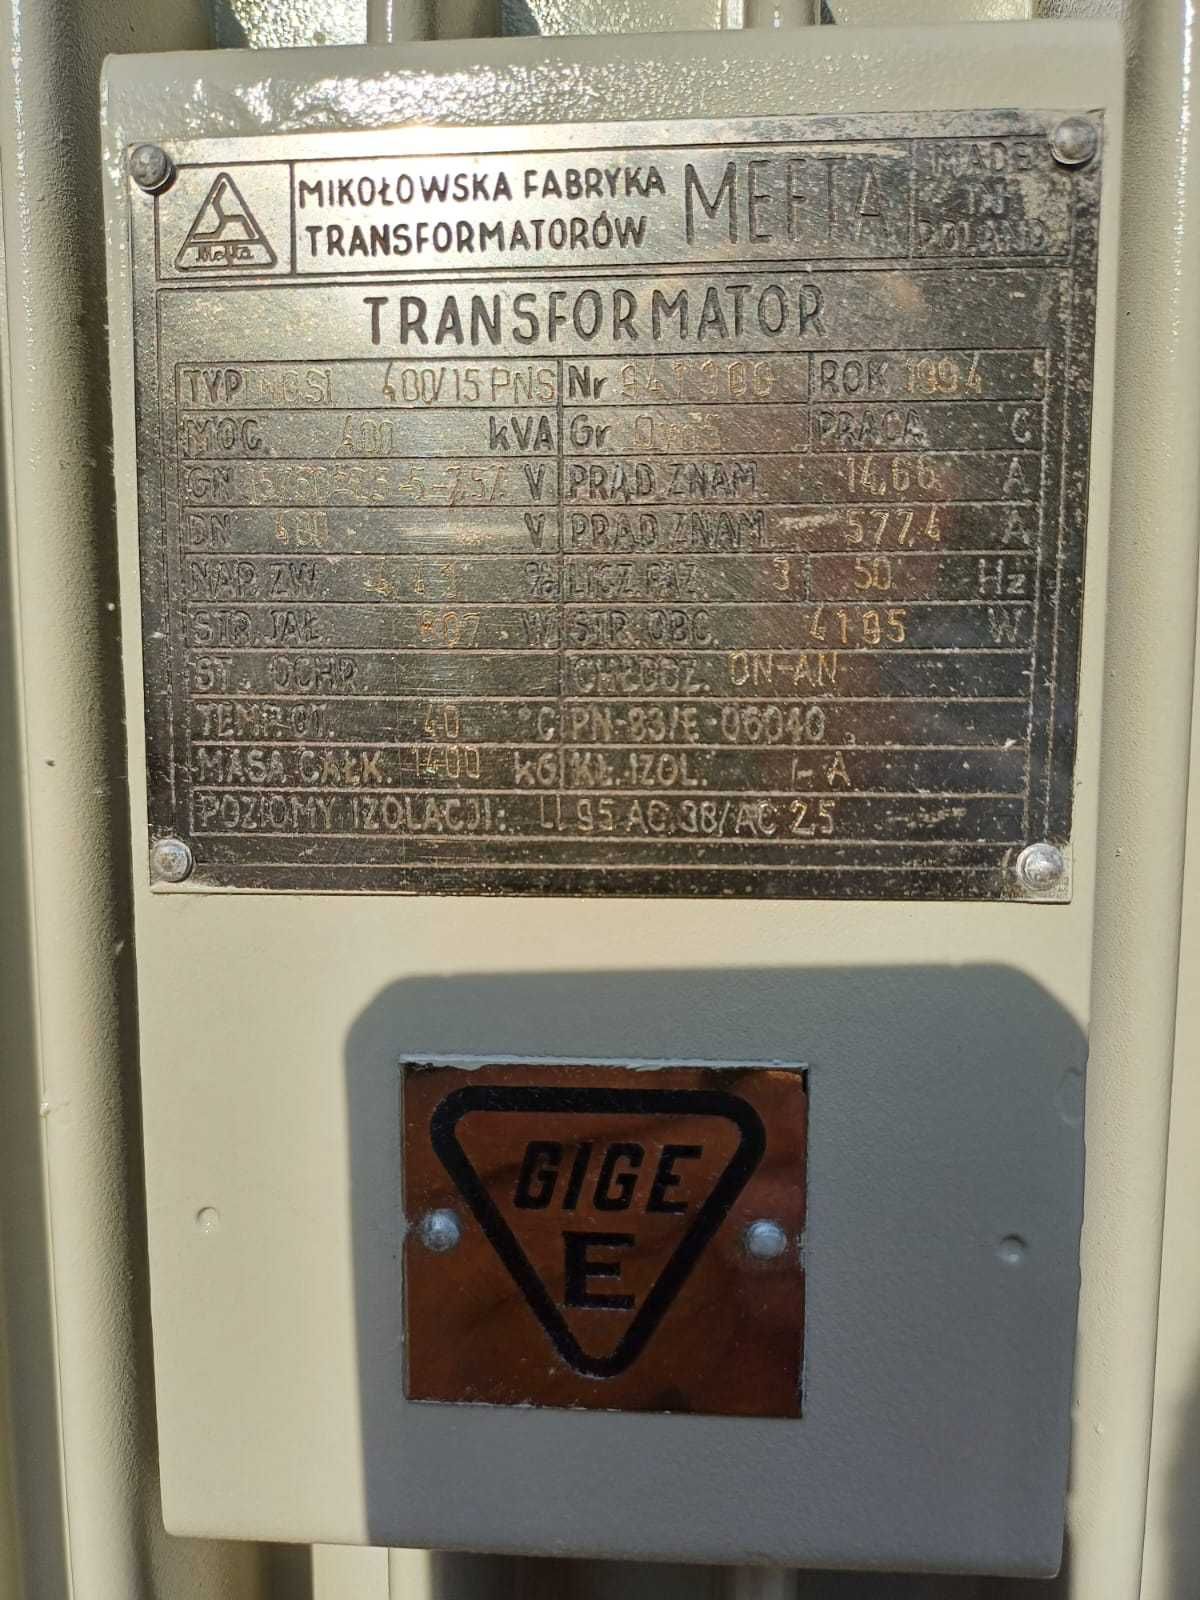 Mefta
MIKOŁOWSKA FABRYKA
TRANSFORMATORÓW
MEFTA
MADE
IN
POLAND
TRANSFORMATOR
TYP 400/15 PNS Nr ROK 1994
MOC 400 kVA Gr. PRACA C
GN V PRĄD ZNAM. 14,66 A
DN V PRĄD ZNAM. 577,4 A
NAP. ZW. % LICZ. FAZ. 3 50 Hz
STR. JAŁ. 807 W STR. OBC. 4195 W
ST. OCHR. CHŁODZ. ON-AN
TEMP. OT. 40 °C PN-83/E-06040
MASA CAŁK. 1400 kG KL. IZOL. A
POZIOMY IZOLACJI: LI 95 AC 38/AC 2,5
GIGE
E